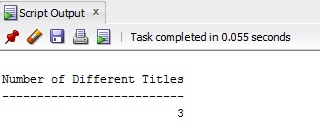 Script Output x
Task completed in 0.055 seconds
Number of Different Titles
--------------------------
3